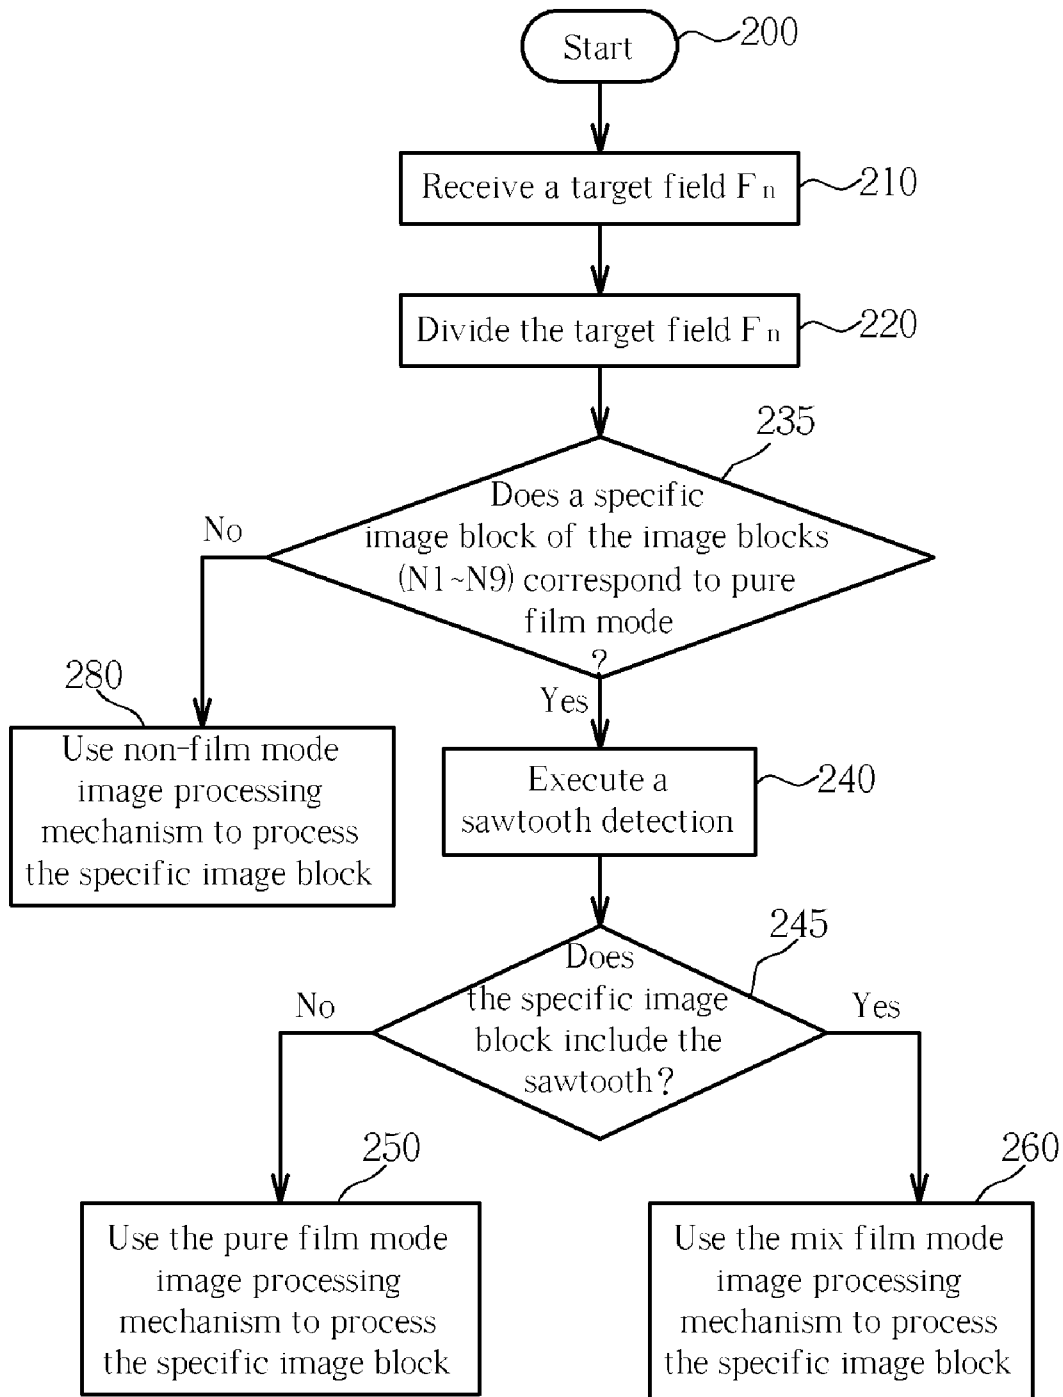 Start
200
Receive a target field Fn
210
Divide the target field Fn
220
235
Does a specific
image block of the image blocks
(N1~N9) correspond to pure
film mode
?
No
Yes
280
Use non-film mode
image processing
mechanism to process
the specific image block
Execute a
sawtooth detection
240
245
Does
the specific image
block include the
sawtooth?
No
Yes
250
Use the pure film mode
image processing
mechanism to process
the specific image block
260
Use the mix film mode
image processing
mechanism to process
the specific image block